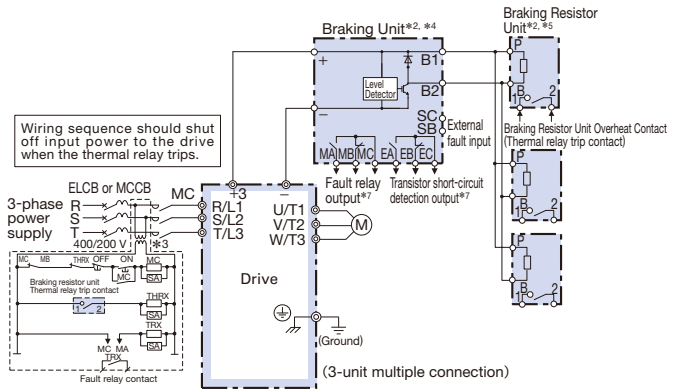 Braking Unit*2, *4
Braking Resistor
Unit*2, *5
+
−
B1
B2
Level
Detector
SC
SB
External
fault input
MA MB MC EA EB EC
Fault relay
output*7
Transistor short-circuit
detection output*7
P
B
1 2
Braking Resistor Unit Overheat Contact
(Thermal relay trip contact)
P
B
1 2
P
B
1 2
Wiring sequence should shut
off input power to the drive
when the thermal relay trips.
ELCB or MCCB
MC
3-phase
power
supply
R
S
T
400/200 V
*3
+3
−
R/L1
S/L2
T/L3
U/T1
V/T2
W/T3
M
Drive
(Ground)
MC MB THRX OFF ON MC
MC
SA
Braking resistor unit
Thermal relay trip contact
1 2
THRX
SA
TRX
SA
MC MA
TRX
Fault relay contact
(3-unit multiple connection)